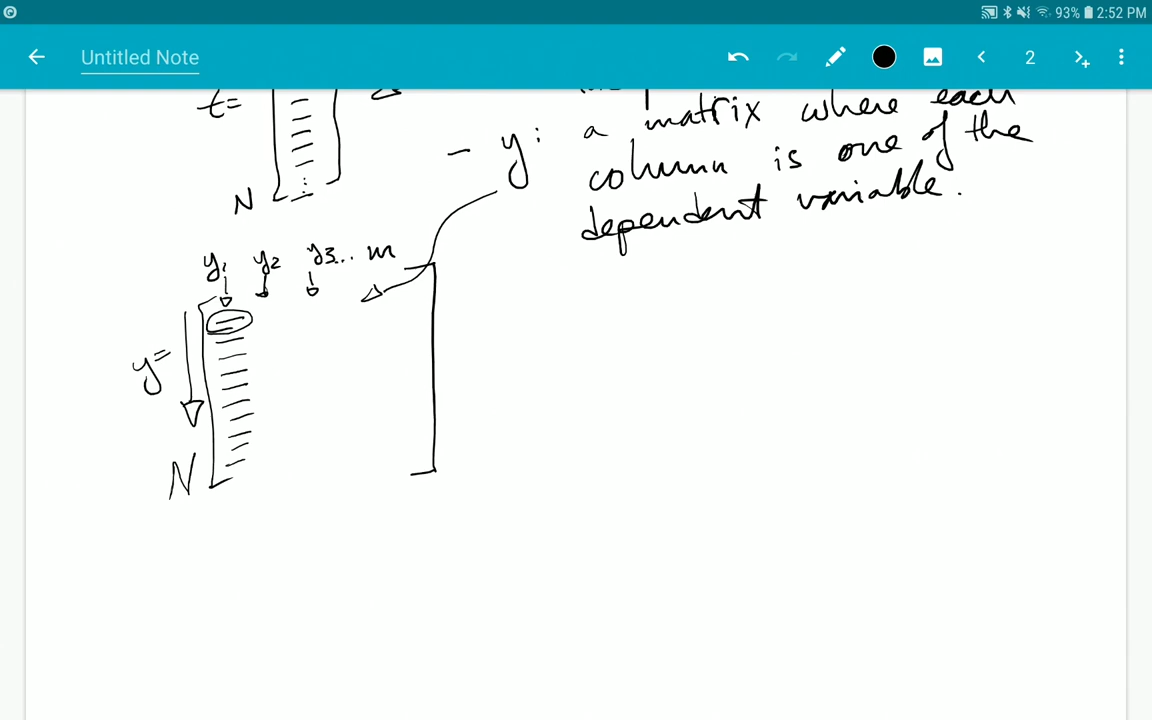 93% 2:52 PM
Untitled Note
2
t=
N
a matrix where each
- y: column is one of the
dependent variable.
y1 y2 y3... m
y=
N